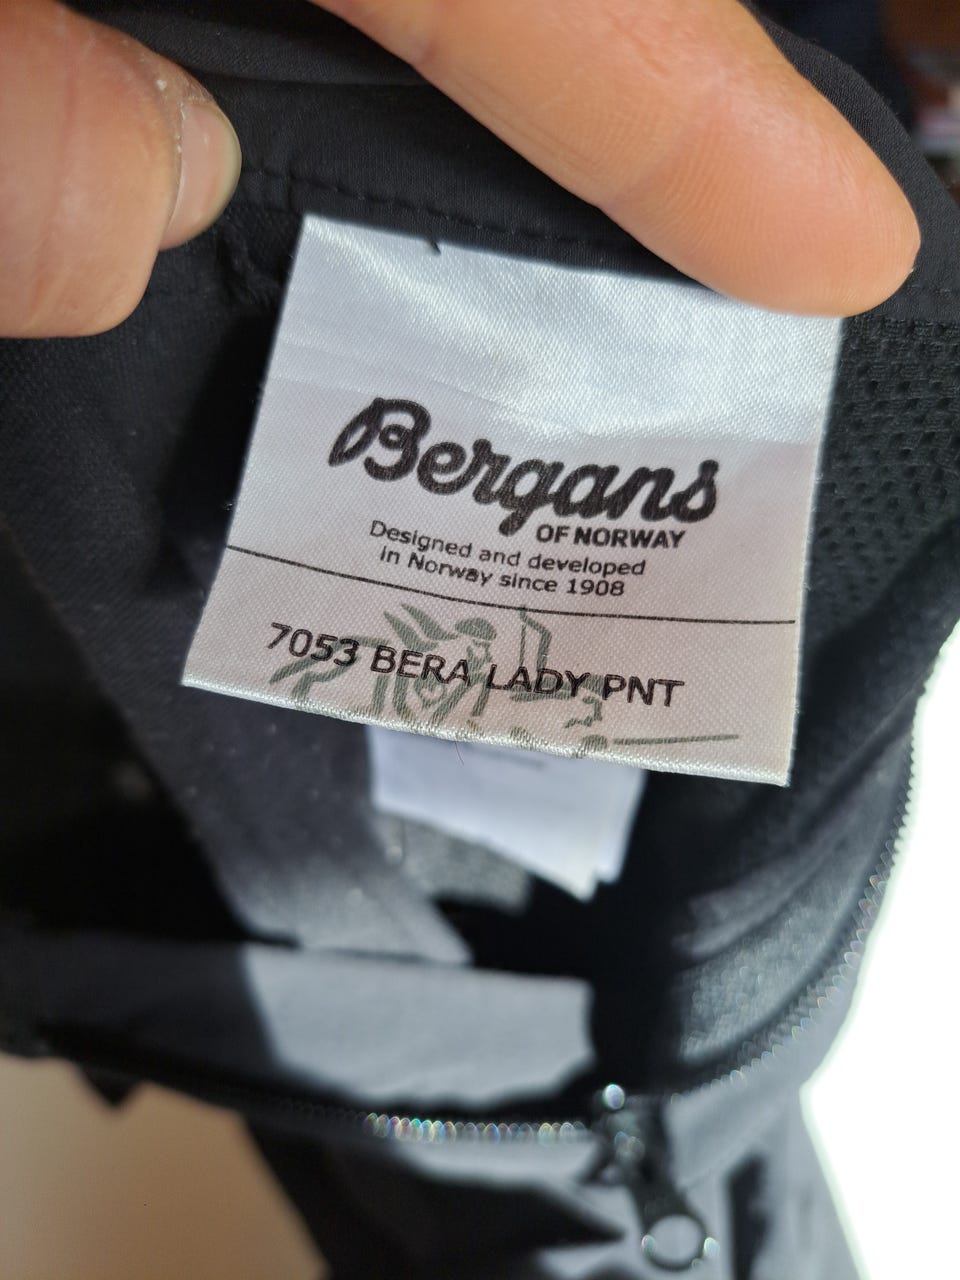 Bergans
OF NORWAY
Designed and developed
in Norway since 1908
7053 BERA LADY PNT